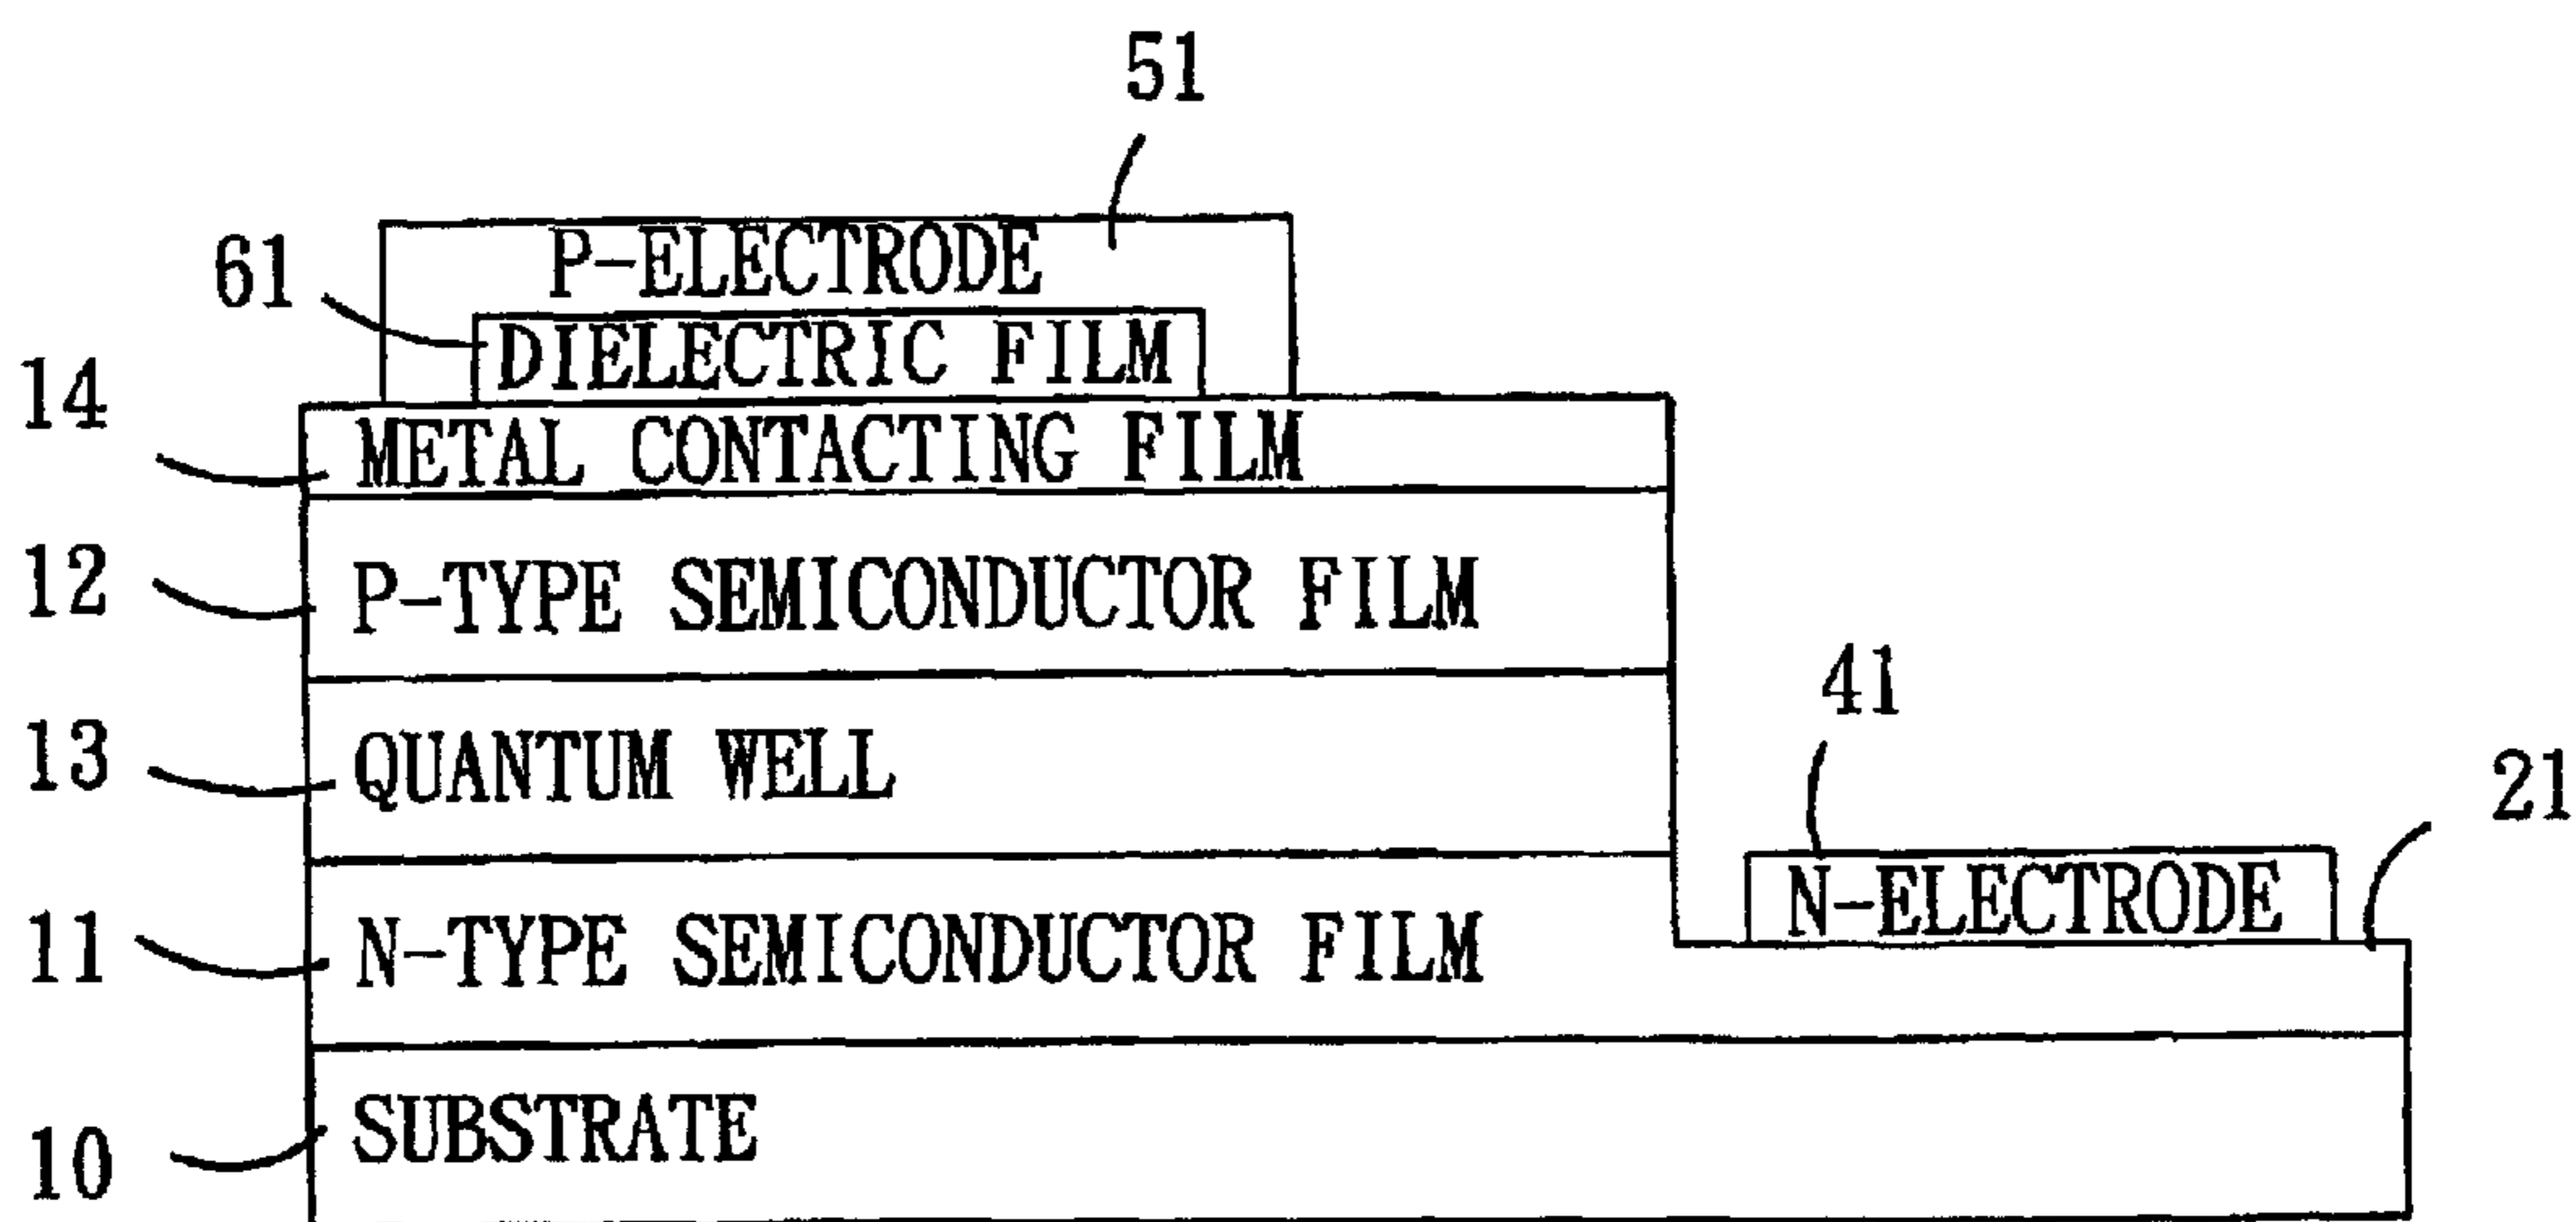 51
P-ELECTRODE
61
DIELECTRIC FILM
14
METAL CONTACTING FILM
12
P-TYPE SEMICONDUCTOR FILM
13
QUANTUM WELL
41
21
N-ELECTRODE
11
N-TYPE SEMICONDUCTOR FILM
10
SUBSTRATE